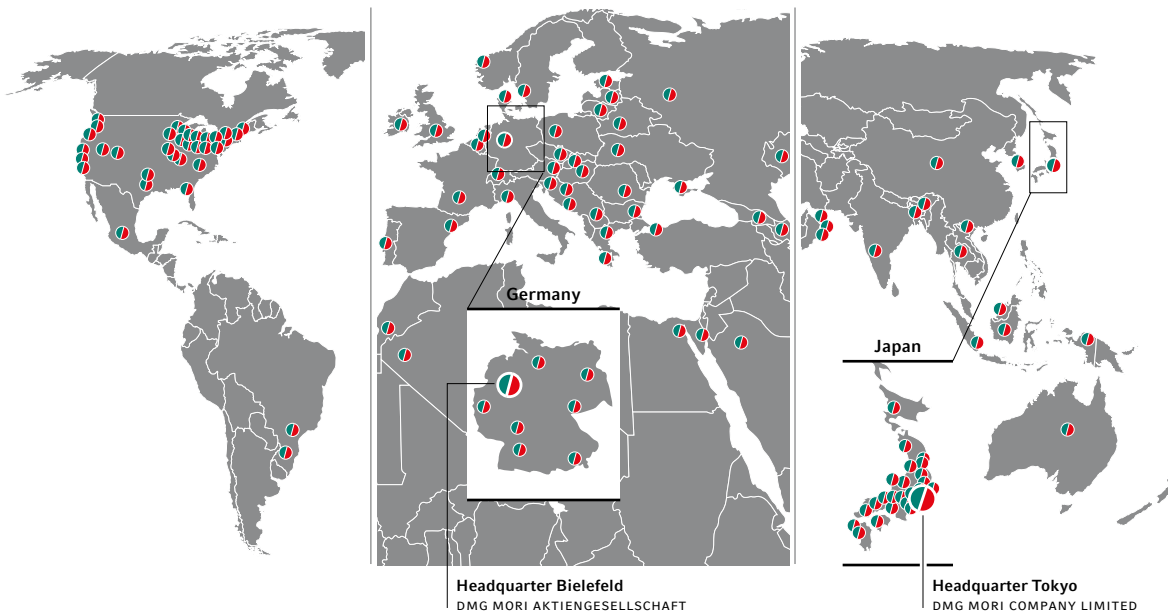 Germany
Japan
Headquarter Bielefeld
DMG MORI AKTIENGESELLSCHAFT
Headquarter Tokyo
DMG MORI COMPANY LIMITED